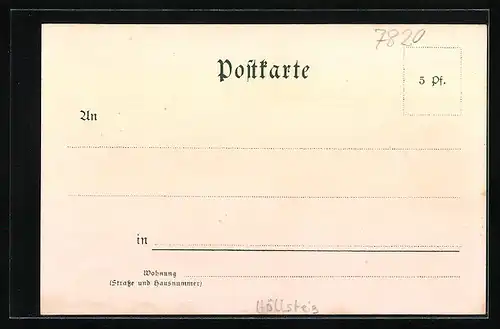 7820
Postkarte
5 Pf.
An
in
Wohnung
(Straße und Hausnummer)
Höllsteig